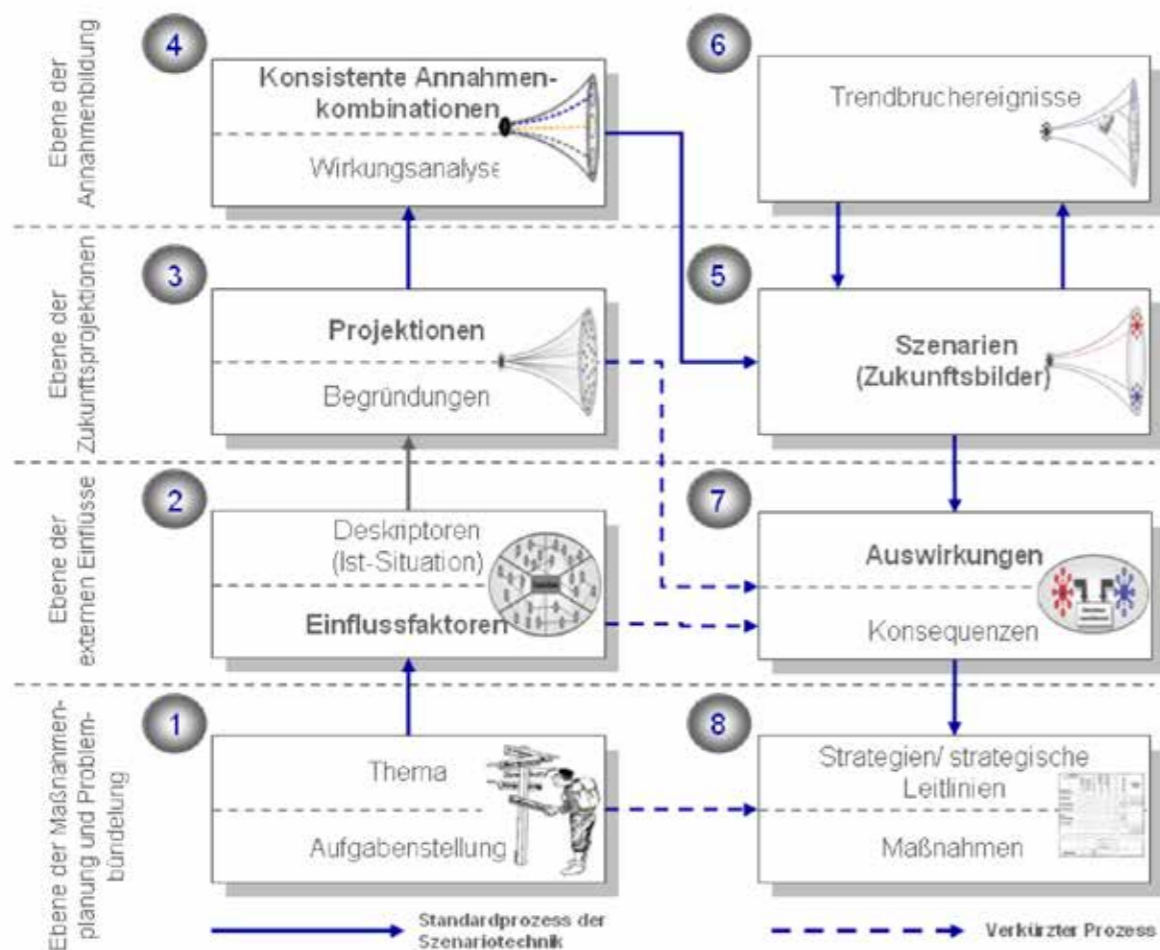 Ebene der
Annahmenbildung
4
Konsistente Annahmen-
kombinationen
Wirkungsanalyse
6
Trendbruchereignisse
Ebene der
Zukunftsprojektionen
3
Projektionen
Begründungen
5
Szenarien
(Zukunftsbilder)
Ebene der
externen Einflüsse
2
Deskriptoren
(Ist-Situation)
Einflussfaktoren
7
Auswirkungen
Konsequenzen
Ebene der Maßnahmen-
planung und Problem-
bündelung
1
Thema
Aufgabenstellung
8
Strategien/ strategische
Leitlinien
Maßnahmen
Standardprozess der
Szenariotechnik
Verkürzter Prozess